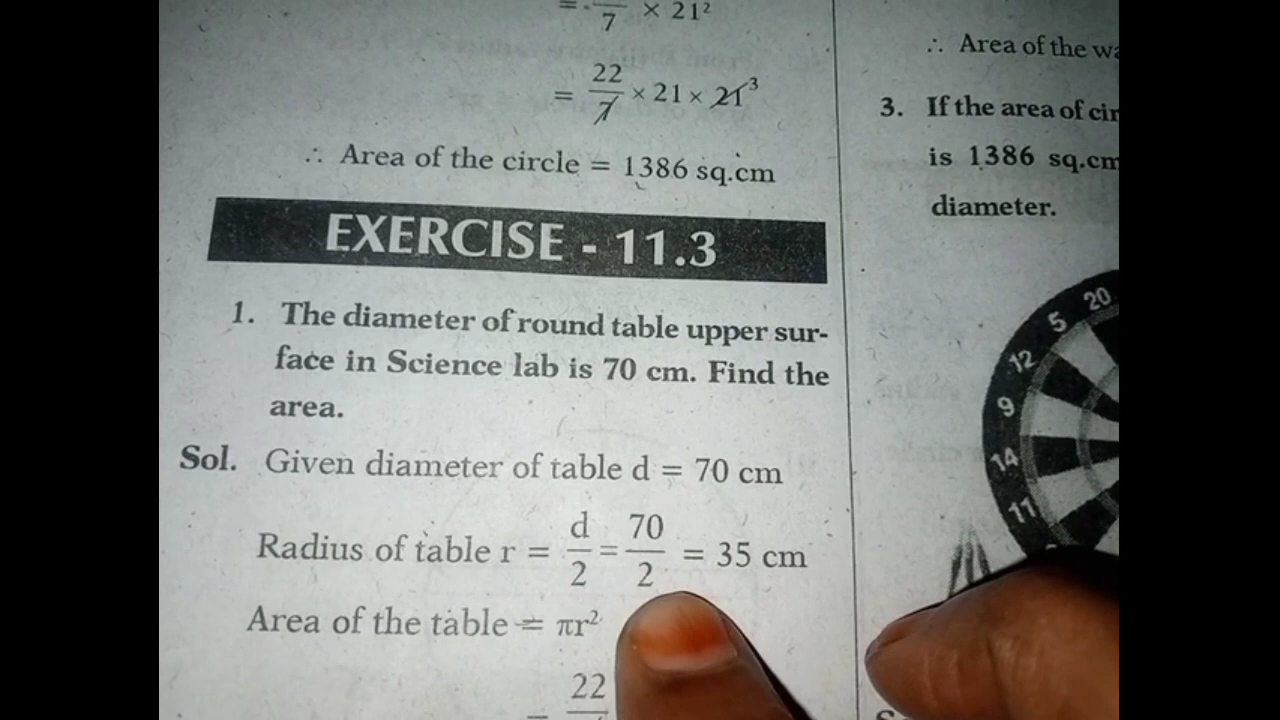 = 7 × 21²
= 22/7 × 21 × 21³
∴ Area of the circle = 1386 sq.cm
EXERCISE - 11.3
1. The diameter of round table upper sur-
face in Science lab is 70 cm. Find the
area.
Sol. Given diameter of table d = 70 cm
Radius of table r = d/2 = 70/2 = 35 cm
Area of the table = πr²
= 22
∴ Area of the
3. If the area of
is 1386 sq.cm
diameter.
20
5
12
9
14
11